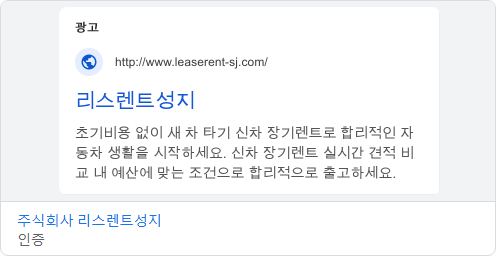 광고
http://www.leaserent-sj.com/
리스렌트성지
초기비용 없이 새 차 타기 신차 장기렌트로 합리적인 자
동차 생활을 시작하세요. 신차 장기렌트 실시간 견적 비
교 내 예산에 맞는 조건으로 합리적으로 출고하세요.
주식회사 리스렌트성지
인증